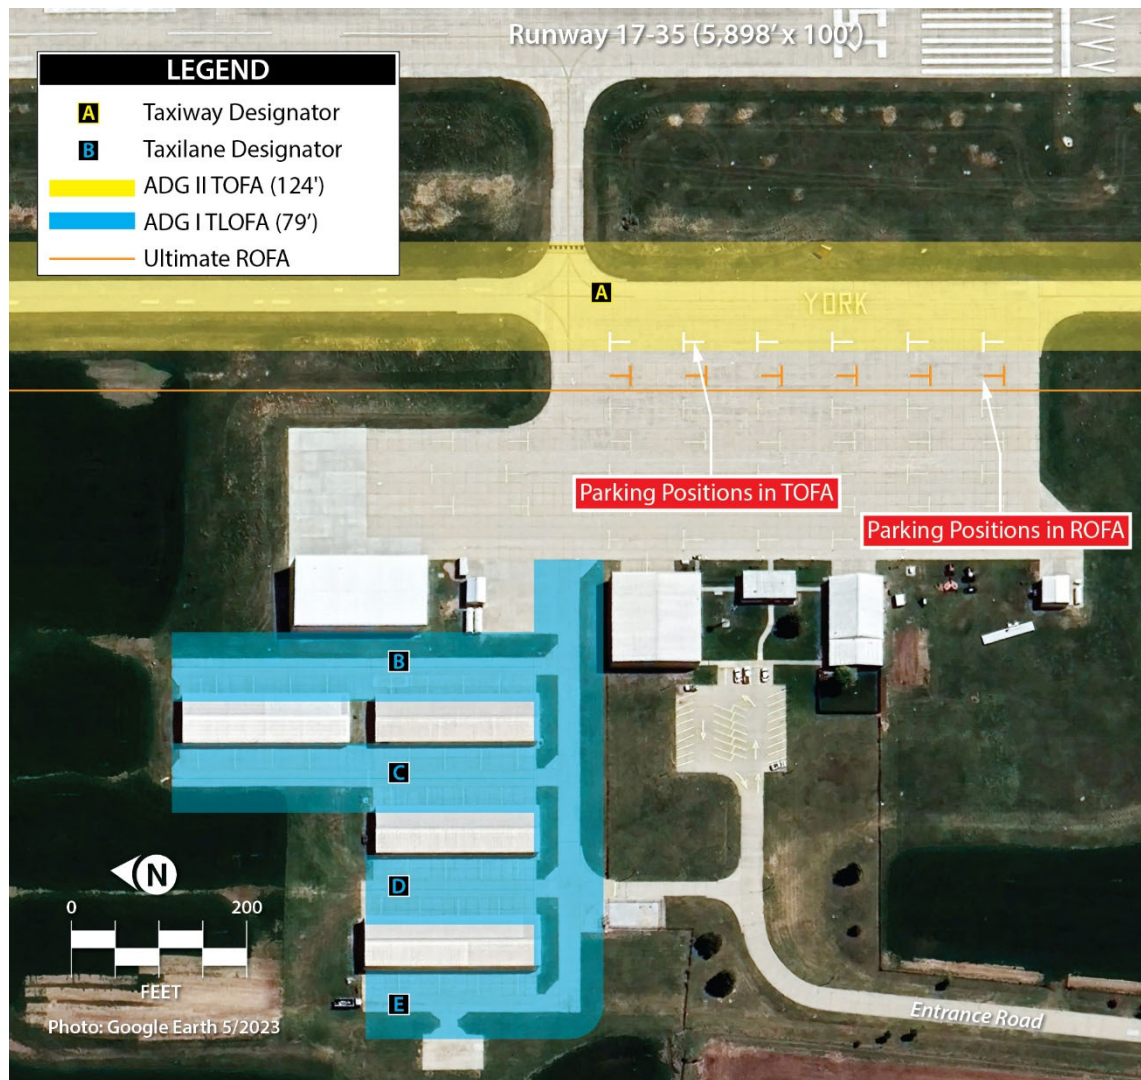 Runway 17-35 (5,898' x 100')
LEGEND
A Taxiway Designator
B Taxilane Designator
ADG II TOFA (124')
ADG I TLOFA (79’)
Ultimate ROFA
A
YORK
Parking Positions in TOFA
Parking Positions in ROFA
B
C
D
E
N
0 200
FEET
Photo: Google Earth 5/2023
Entrance Road